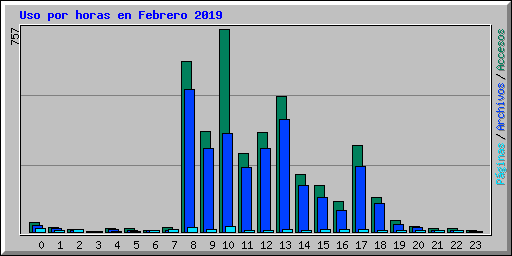 Uso por horas en Febrero 2019
757
Páginas/Archivos/Accesos
0 1 2 3 4 5 6 7 8 9 10 11 12 13 14 15 16 17 18 19 20 21 22 23